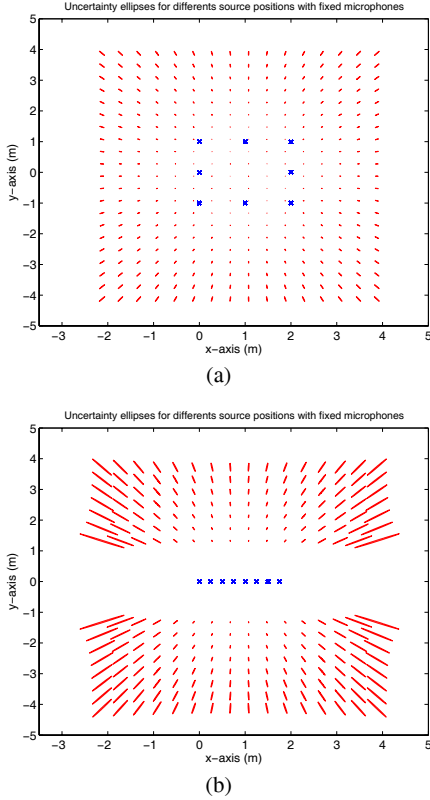 Uncertainty ellipses for differents source positions with fixed microphones
5
4
3
2
1
0
−1
−2
−3
−4
−5
y−axis (m)
−3 −2 −1 0 1 2 3 4 5
x−axis (m)
(a)
Uncertainty ellipses for differents source positions with fixed microphones
5
4
3
2
1
0
−1
−2
−3
−4
−5
y−axis (m)
−3 −2 −1 0 1 2 3 4 5
x−axis (m)
(b)